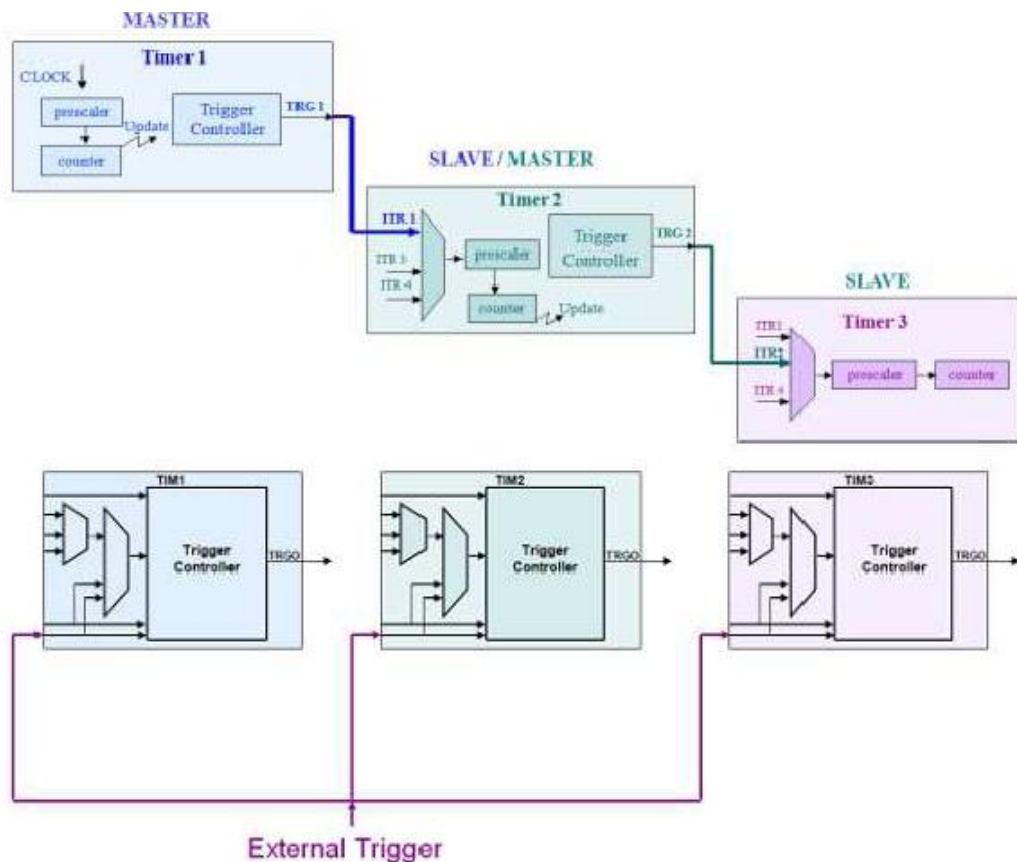 MASTER
Timer 1
CLOCK
prescaler
Update
counter
Trigger
Controller
TRG 1
SLAVE / MASTER
Timer 2
ITR 1
ITR 3
ITR 4
prescaler
counter
Update
Trigger
Controller
TRG 2
SLAVE
Timer 3
ITR1
ITR2
ITR 4
prescaler
counter
TIM1
Trigger
Controller
TRGO
TIM2
Trigger
Controller
TRGO
TIM3
Trigger
Controller
TRGO
External Trigger